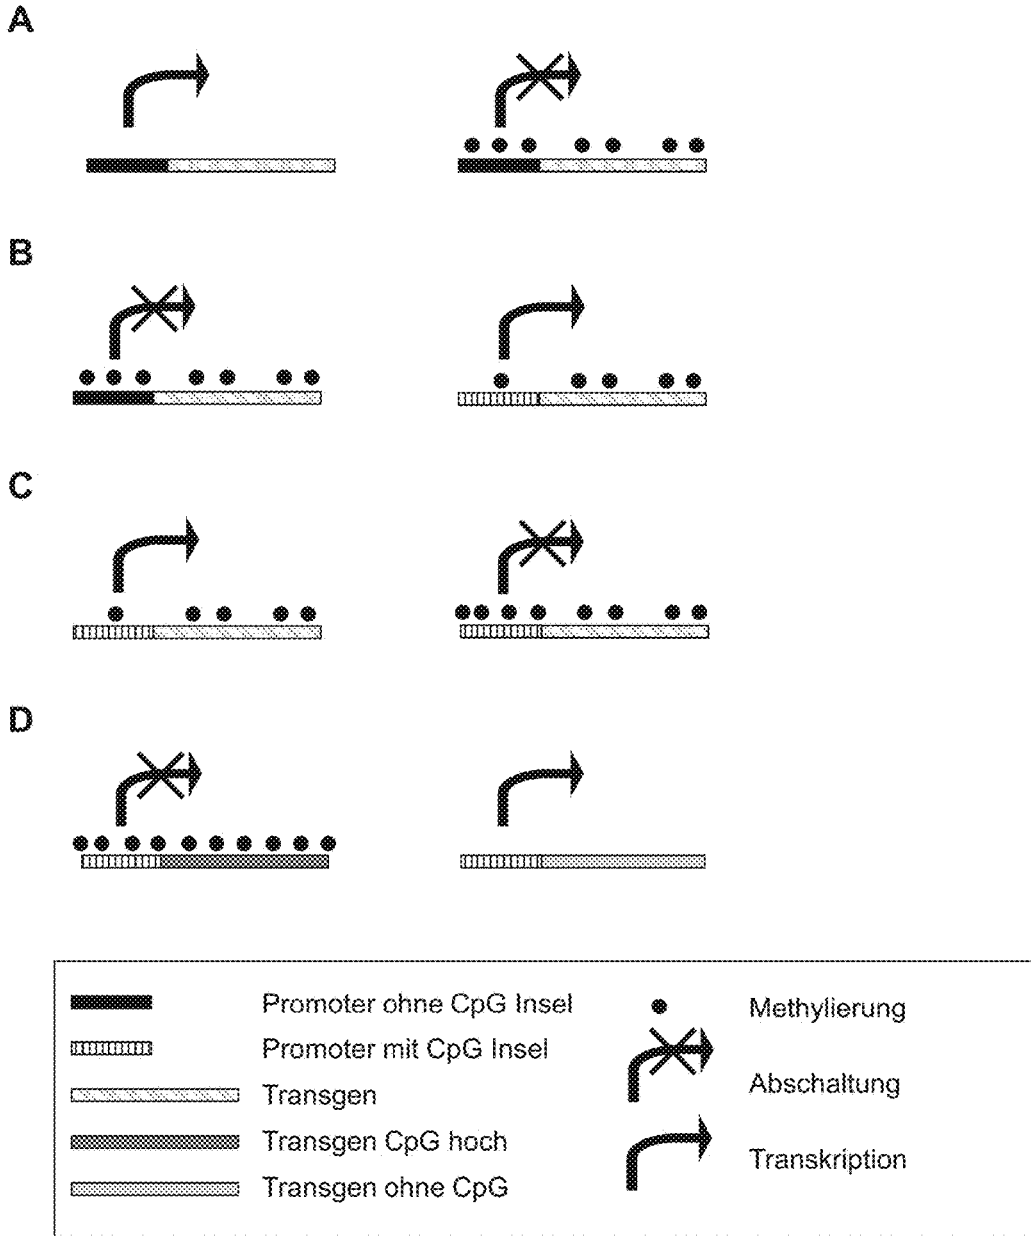 A
B
C
D
Promoter ohne CpG Insel
Promoter mit CpG Insel
Transgen
Transgen CpG hoch
Transgen ohne CpG
Methylierung
Abschaltung
Transkription